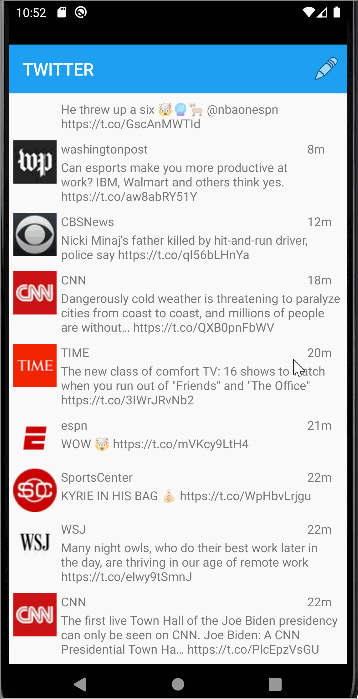 10:52
TWITTER
He threw up a six 🤯🔮🐐 @nbaonespn
https://t.co/GscAnMWTId
wp
washingtonpost 8m
Can esports make you more productive at
work? IBM, Walmart and others think yes.
https://t.co/aw8abRY51Y
CBSNews 12m
Nicki Minaj's father killed by hit-and-run driver,
police say https://t.co/qI56bLHnYa
CNN
CNN 18m
Dangerously cold weather is threatening to paralyze
cities from coast to coast, and millions of people
are without... https://t.co/QXB0pnFbWV
TIME
TIME 20m
The new class of comfort TV: 16 shows to watch
when you run out of "Friends" and "The Office"
https://t.co/3IWrJRvNb2
E
espn 21m
WOW 🤯 https://t.co/mVKcy9LtH4
SC
SportsCenter 22m
KYRIE IN HIS BAG 💰 https://t.co/WpHbvLrjgu
WSJ
WSJ 22m
Many night owls, who do their best work later in
the day, are thriving in our age of remote work
https://t.co/elwy9tSmnJ
CNN
CNN 22m
The first live Town Hall of the Joe Biden presidency
can only be seen on CNN. Joe Biden: A CNN
Presidential Town Ha... https://t.co/PlcEpzVsGU